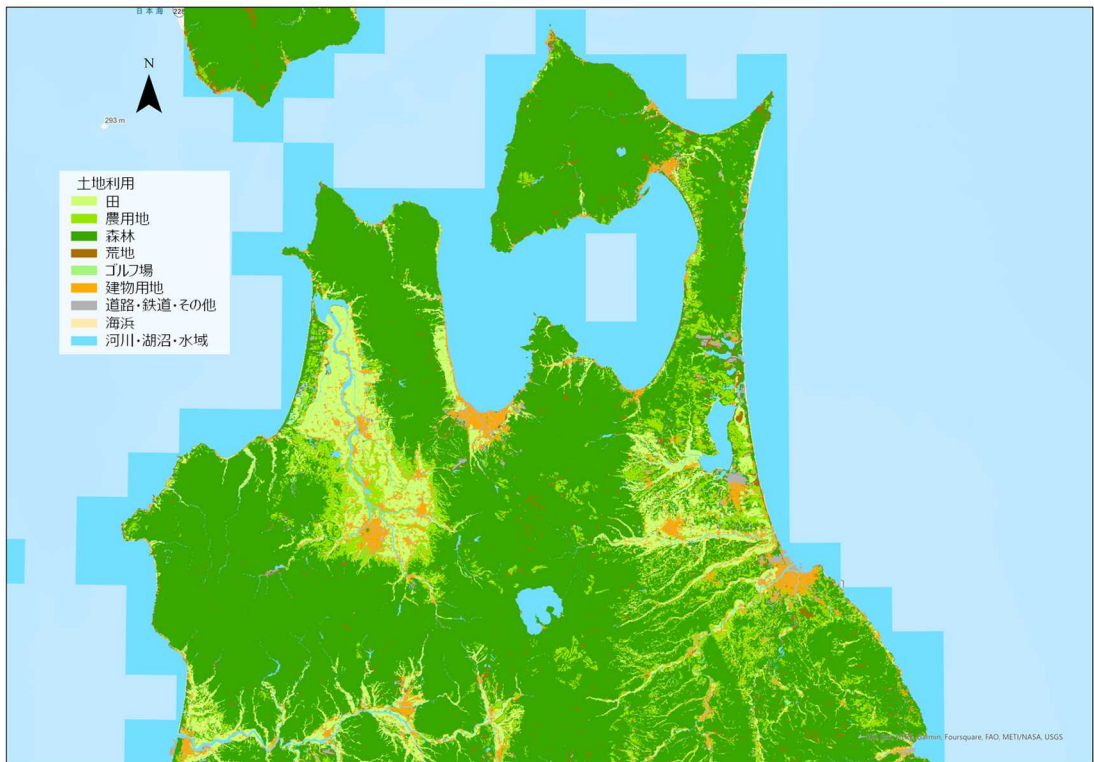 日本海
228
N
293 m
土地利用
田
農用地
森林
荒地
ゴルフ場
建物用地
道路・鉄道・その他
海浜
河川・湖沼・水域
Garmin, Foursquare, FAO, METI/NASA, USGS